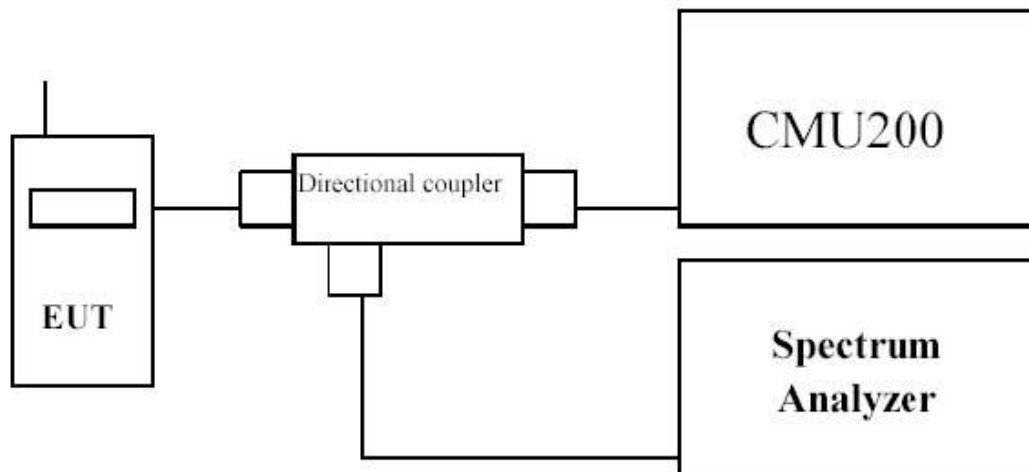 CMU200
Directional coupler
EUT
Spectrum
Analyzer